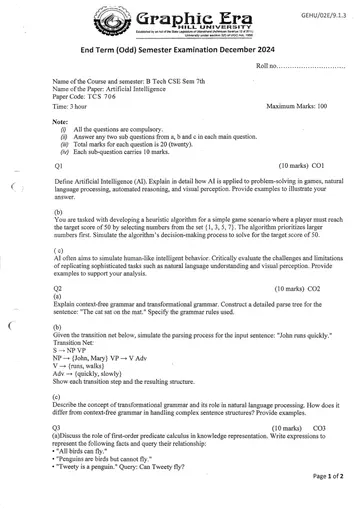 GEHU/02E/9.1.3
Graphic Era
HILL UNIVERSITY
End Term (Odd) Semester Examination December 2024
Roll no........................
Name of the Course and semester: B Tech CSE Sem 7th
Name of the Paper: Artificial Intelligence
Paper Code: TCS 706
Time: 3 hour Maximum Marks: 100
Note:
(i) All the questions are compulsory.
(ii) Answer any two sub questions from a, b and c in each main question.
(iii) Total marks for each question is 20 (twenty).
(iv) Each sub-question carries 10 marks.
Q1 (10 marks) CO1
Define Artificial Intelligence (AI). Explain in detail how AI is applied to problem-solving in games, natural
language processing, automated reasoning, and visual perception. Provide examples to illustrate your
answer.
(b)
You are tasked with developing a heuristic algorithm for a simple game scenario where a player must reach
the target score of 50 by selecting numbers from the set {1, 3, 5, 7}. The algorithm prioritizes larger
numbers first. Simulate the algorithm's decision-making process to solve for the target score of 50.
( c)
AI often aims to simulate human-like intelligent behavior. Critically evaluate the challenges and limitations
of replicating sophisticated tasks such as natural language understanding and visual perception. Provide
examples to support your analysis.
Q2 (10 marks) CO2
(a)
Explain context-free grammar and transformational grammar. Construct a detailed parse tree for the
sentence: "The cat sat on the mat." Specify the grammar rules used.
(b)
Given the transition net below, simulate the parsing process for the input sentence: "John runs quickly."
Transition Net:
S → NP VP
NP → {John, Mary} VP → V Adv
V → {runs, walks}
Adv → {quickly, slowly}
Show each transition step and the resulting structure.
(c)
Describe the concept of transformational grammar and its role in natural language processing. How does it
differ from context-free grammar in handling complex sentence structures? Provide examples.
Q3 (10 marks) CO3
(a)Discuss the role of first-order predicate calculus in knowledge representation. Write expressions to
represent the following facts and query their relationship:
• "All birds can fly."
• "Penguins are birds but cannot fly."
• "Tweety is a penguin." Query: Can Tweety fly?
Page 1 of 2